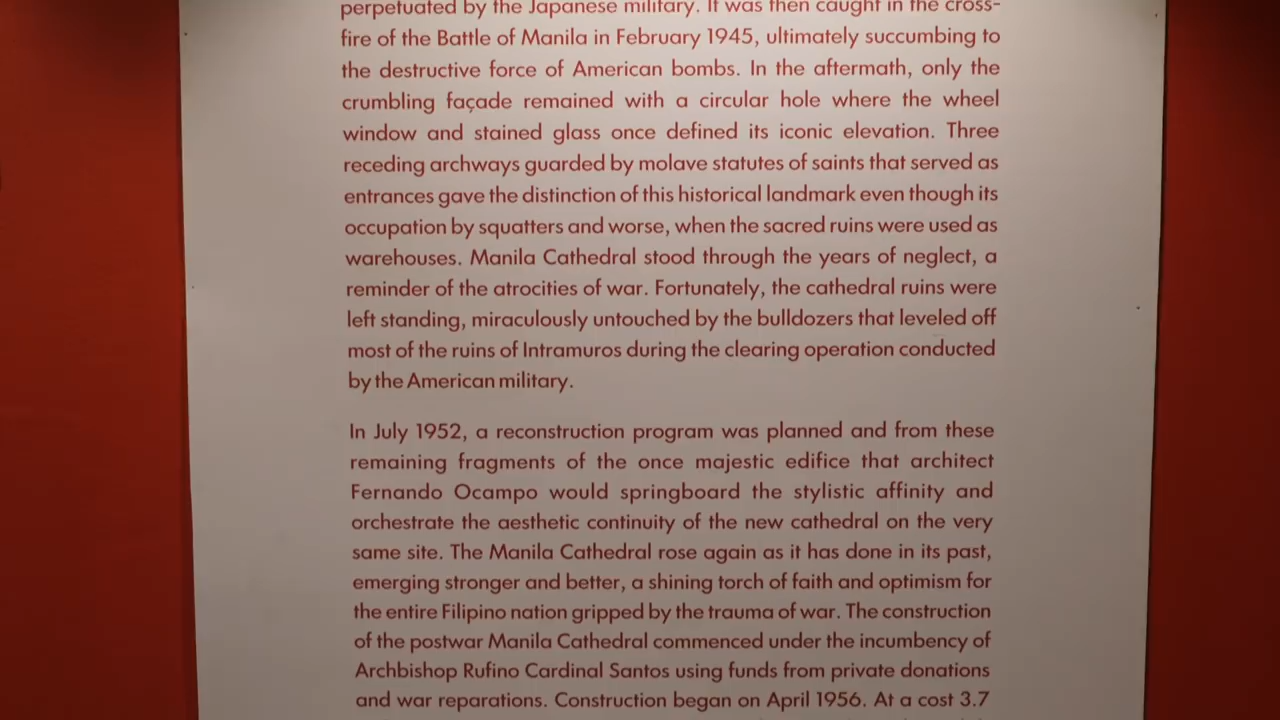 perpetuated by the Japanese military. It was then caught in the cross-
fire of the Battle of Manila in February 1945, ultimately succumbing to
the destructive force of American bombs. In the aftermath, only the
crumbling façade remained with a circular hole where the wheel
window and stained glass once defined its iconic elevation. Three
receding archways guarded by molave statutes of saints that served as
entrances gave the distinction of this historical landmark even though its
occupation by squatters and worse, when the sacred ruins were used as
warehouses. Manila Cathedral stood through the years of neglect, a
reminder of the atrocities of war. Fortunately, the cathedral ruins were
left standing, miraculously untouched by the bulldozers that leveled off
most of the ruins of Intramuros during the clearing operation conducted
by the American military.
In July 1952, a reconstruction program was planned and from these
remaining fragments of the once majestic edifice that architect
Fernando Ocampo would springboard the stylistic affinity and
orchestrate the aesthetic continuity of the new cathedral on the very
same site. The Manila Cathedral rose again as it has done in its past,
emerging stronger and better, a shining torch of faith and optimism for
the entire Filipino nation gripped by the trauma of war. The construction
of the postwar Manila Cathedral commenced under the incumbency of
Archbishop Rufino Cardinal Santos using funds from private donations
and war reparations. Construction began on April 1956. At a cost 3.7